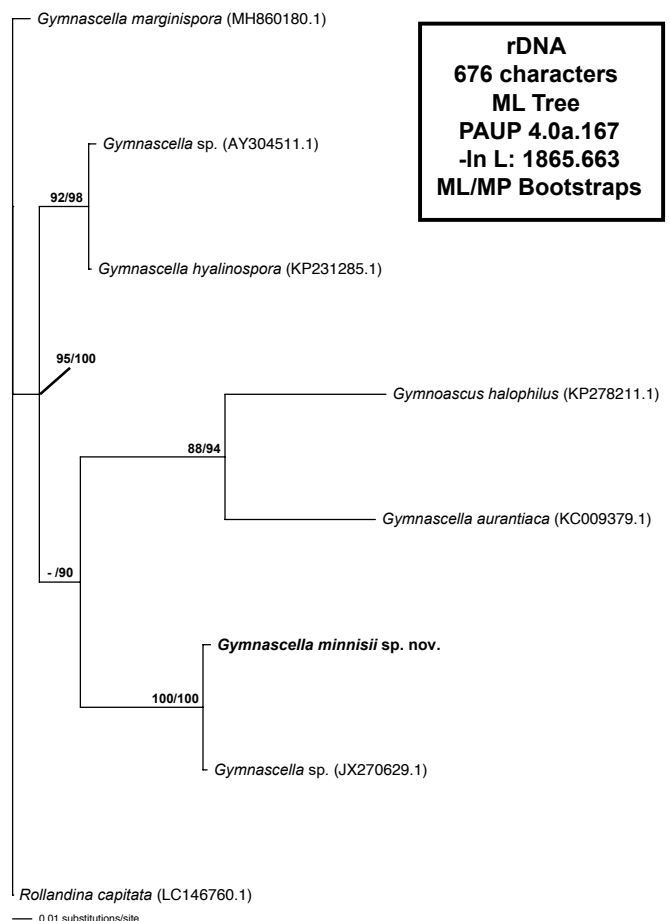 Gymnascella marginispora (MH860180.1)
rDNA
676 characters
ML Tree
PAUP 4.0a.167
-ln L: 1865.663
ML/MP Bootstraps
Gymnascella sp. (AY304511.1)
92/98
Gymnascella hyalinospora (KP231285.1)
95/100
Gymnoascus halophilus (KP278211.1)
88/94
Gymnascella aurantiaca (KC009379.1)
- /90
Gymnascella minnisii sp. nov.
100/100
Gymnascella sp. (JX270629.1)
Rollandina capitata (LC146760.1)
0.01 substitutions/site